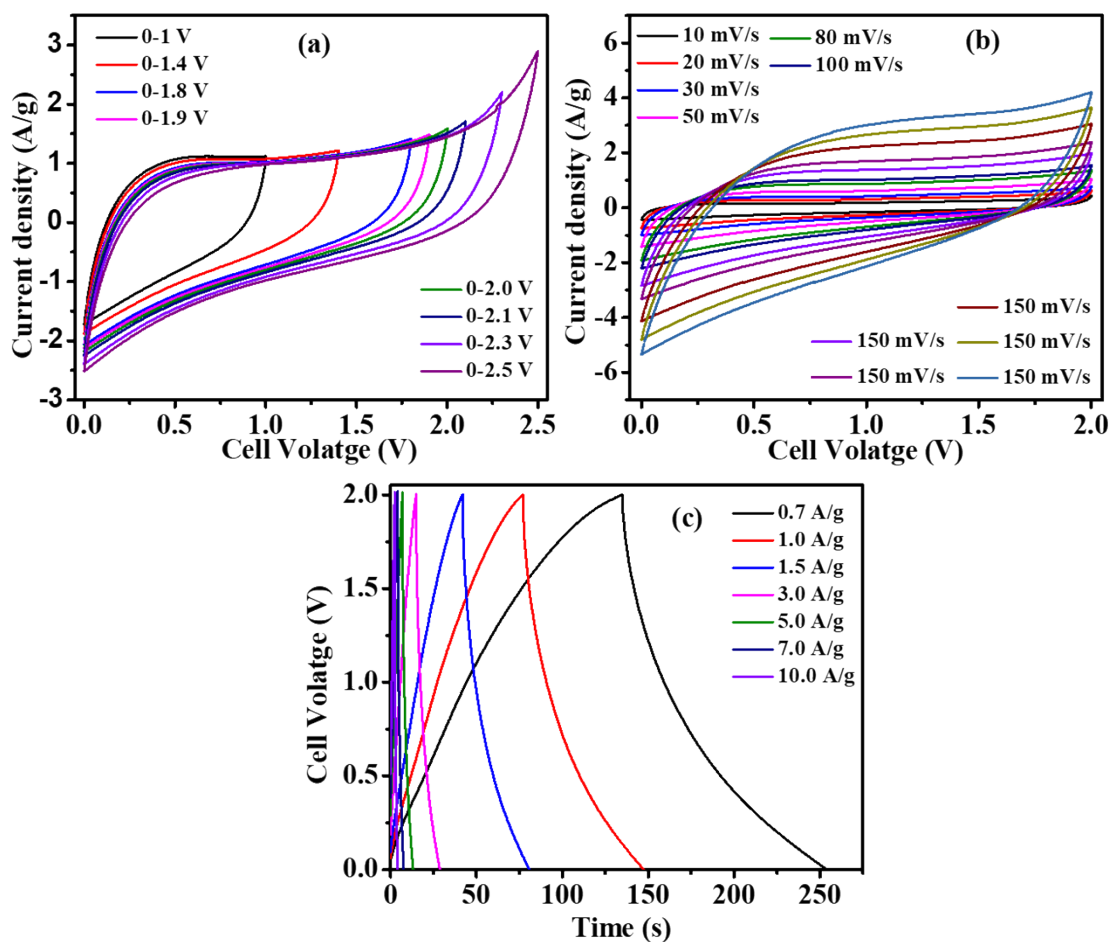 (a)
0-1 V
0-1.4 V
0-1.8 V
0-1.9 V
0-2.0 V
0-2.1 V
0-2.3 V
0-2.5 V
Current density (A/g)
3
2
1
0
-1
-2
-3
0.0 0.5 1.0 1.5 2.0 2.5
Cell Volatge (V)
(b)
10 mV/s 80 mV/s
20 mV/s 100 mV/s
30 mV/s
50 mV/s
150 mV/s
150 mV/s 150 mV/s
150 mV/s 150 mV/s
Current density (A/g)
6
4
2
0
-2
-4
-6
0.0 0.5 1.0 1.5 2.0
Cell Volatge (V)
(c)
0.7 A/g
1.0 A/g
1.5 A/g
3.0 A/g
5.0 A/g
7.0 A/g
10.0 A/g
Cell Volatge (V)
2.0
1.5
1.0
0.5
0.0
0 50 100 150 200 250
Time (s)